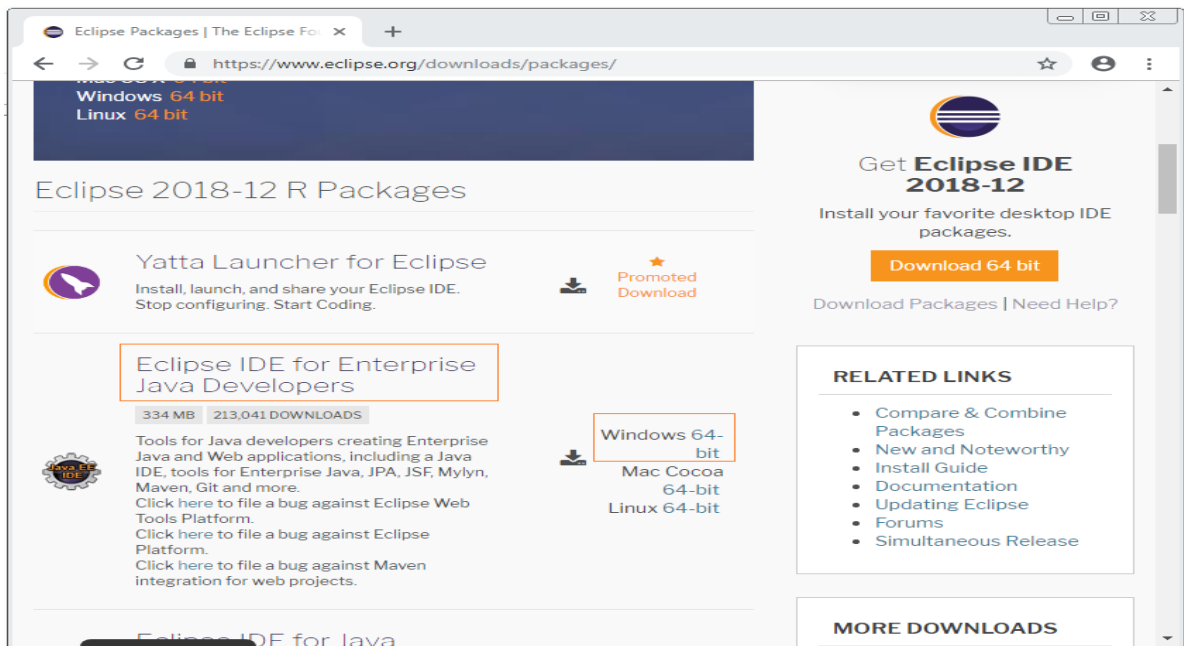 Eclipse Packages | The Eclipse Fo
https://www.eclipse.org/downloads/packages/
Windows 64 bit
Linux 64 bit
Eclipse 2018-12 R Packages
Yatta Launcher for Eclipse
Install, launch, and share your Eclipse IDE.
Stop configuring. Start Coding.
Promoted
Download
Eclipse IDE for Enterprise
Java Developers
334 MB 213,041 DOWNLOADS
Java EE
IDE
Tools for Java developers creating Enterprise
Java and Web applications, including a Java
IDE, tools for Enterprise Java, JPA, JSF, Mylyn,
Maven, Git and more.
Click here to file a bug against Eclipse Web
Tools Platform.
Click here to file a bug against Eclipse
Platform.
Click here to file a bug against Maven
integration for web projects.
Windows 64-
bit
Mac Cocoa
64-bit
Linux 64-bit
Eclipse IDE for Java
Get Eclipse IDE
2018-12
Install your favorite desktop IDE
packages.
Download 64 bit
Download Packages | Need Help?
RELATED LINKS
Compare & Combine
Packages
New and Noteworthy
Install Guide
Documentation
Updating Eclipse
Forums
Simultaneous Release
MORE DOWNLOADS